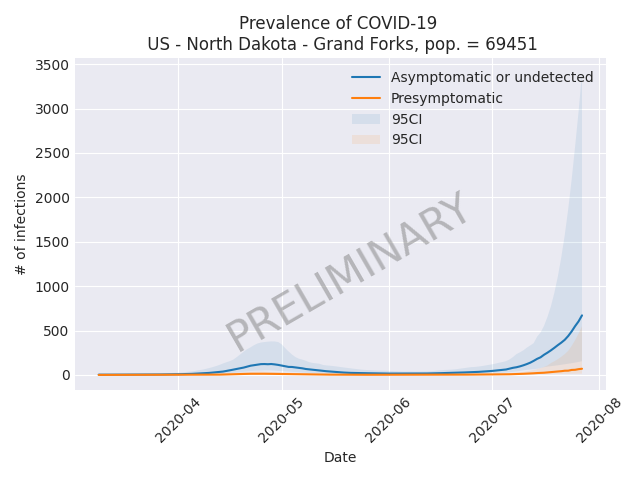 Prevalence of COVID-19
US - North Dakota - Grand Forks, pop. = 69451
3500
3000
2500
2000
1500
1000
500
0
# of infections
Asymptomatic or undetected
Presymptomatic
95CI
95CI
PRELIMINARY
2020-04
2020-05
2020-06
2020-07
2020-08
Date